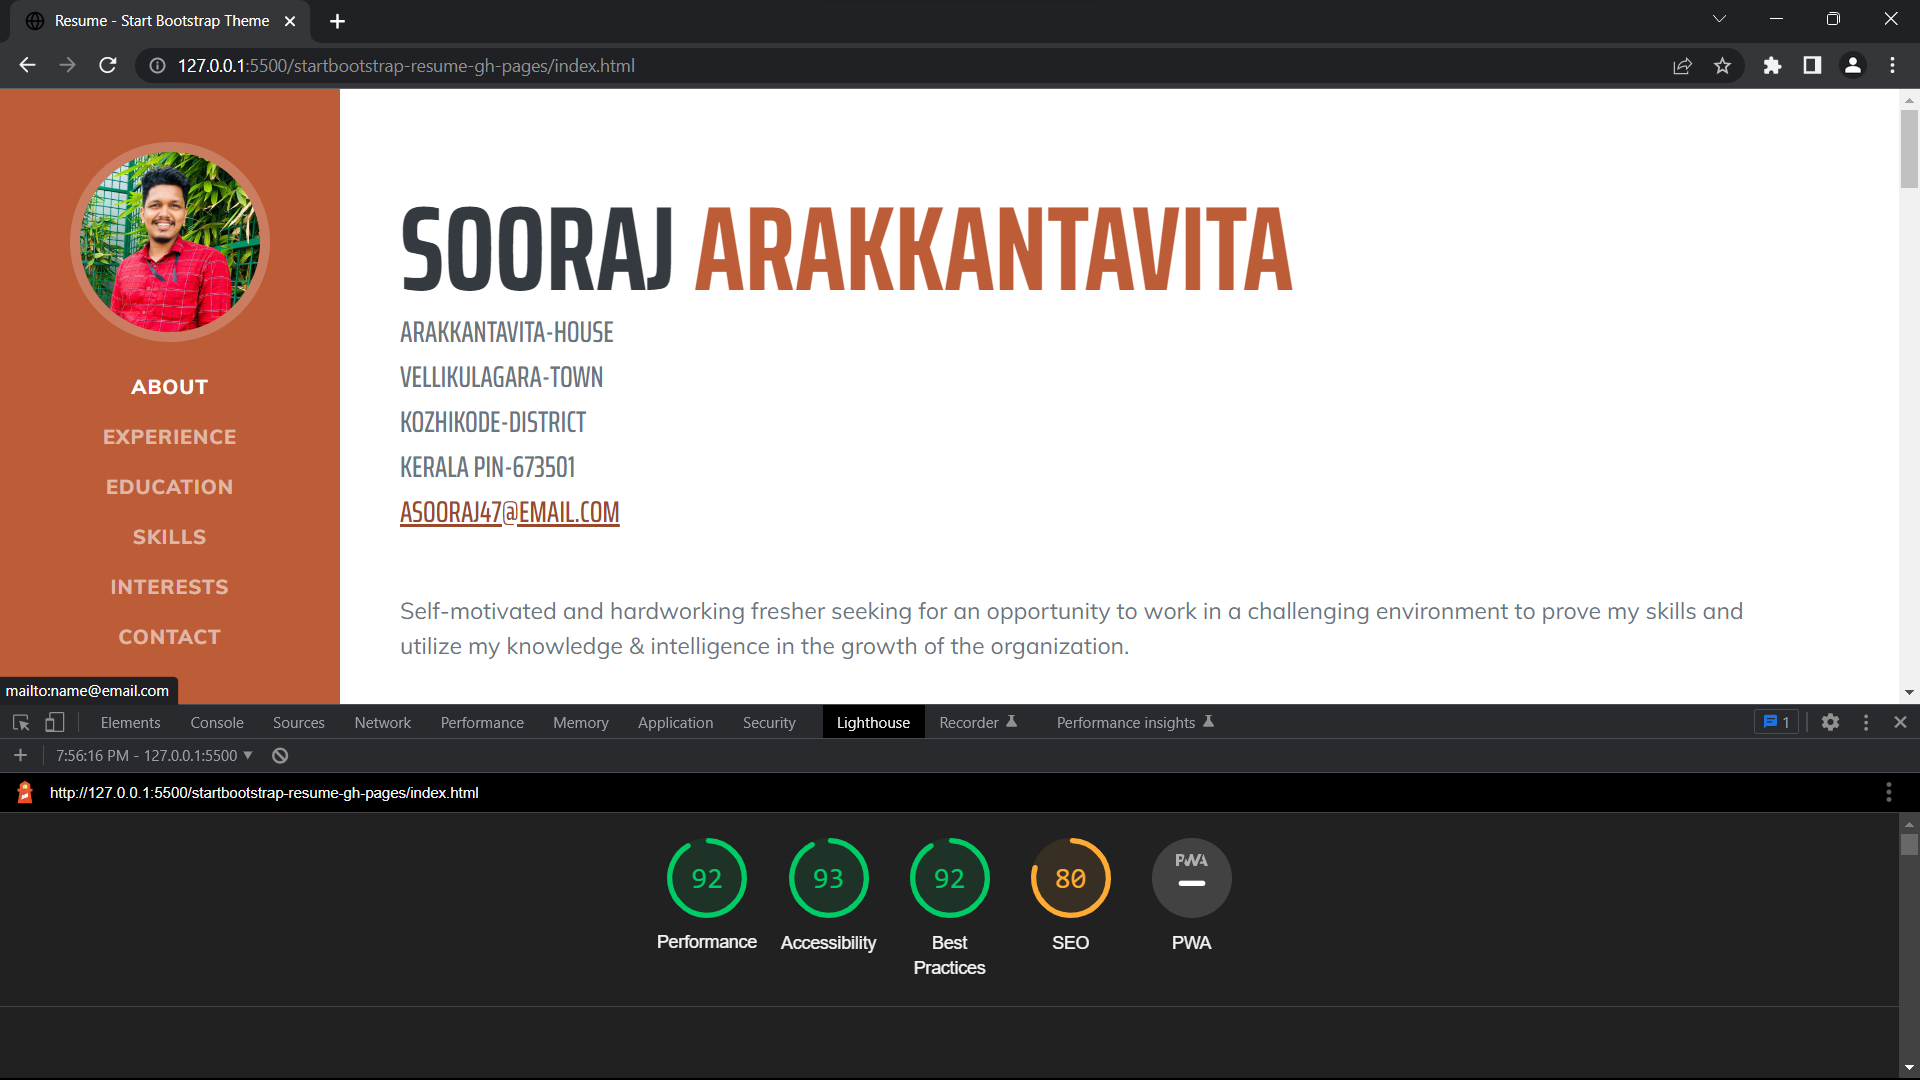 Resume - Start Bootstrap Theme
127.0.0.1:5500/startbootstrap-resume-gh-pages/index.html
SOORAJ ARAKKANTAVITA
ARAKKANTAVITA-HOUSE
VELLIKULAGARA-TOWN
KOZHIKODE-DISTRICT
KERALA PIN-673501
ASOORAJ47@EMAIL.COM
Self-motivated and hardworking fresher seeking for an opportunity to work in a challenging environment to prove my skills and
utilize my knowledge & intelligence in the growth of the organization.
ABOUT
EXPERIENCE
EDUCATION
SKILLS
INTERESTS
CONTACT
mailto:name@email.com
Elements Console Sources Network Performance Memory Application Security Lighthouse Recorder Performance insights 1
7:56:16 PM - 127.0.0.1:5500
http://127.0.0.1:5500/startbootstrap-resume-gh-pages/index.html
92 93 92 80 PWA
Performance Accessibility Best SEO PWA
Practices